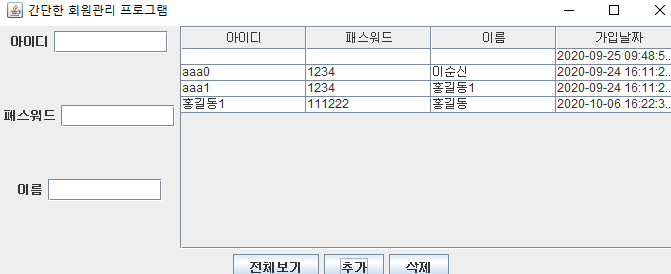 간단한 회원관리 프로그램
아이디
패스워드
이름
아이디 패스워드 이름 가입날짜
2020-09-25 09:48:5...
aaa0 1234 이순신 2020-09-24 16:11:2...
aaa1 1234 홍길동1 2020-09-24 16:11:2...
홍길동1 111222 홍길동 2020-10-06 16:22:3...
전체보기 추가 삭제